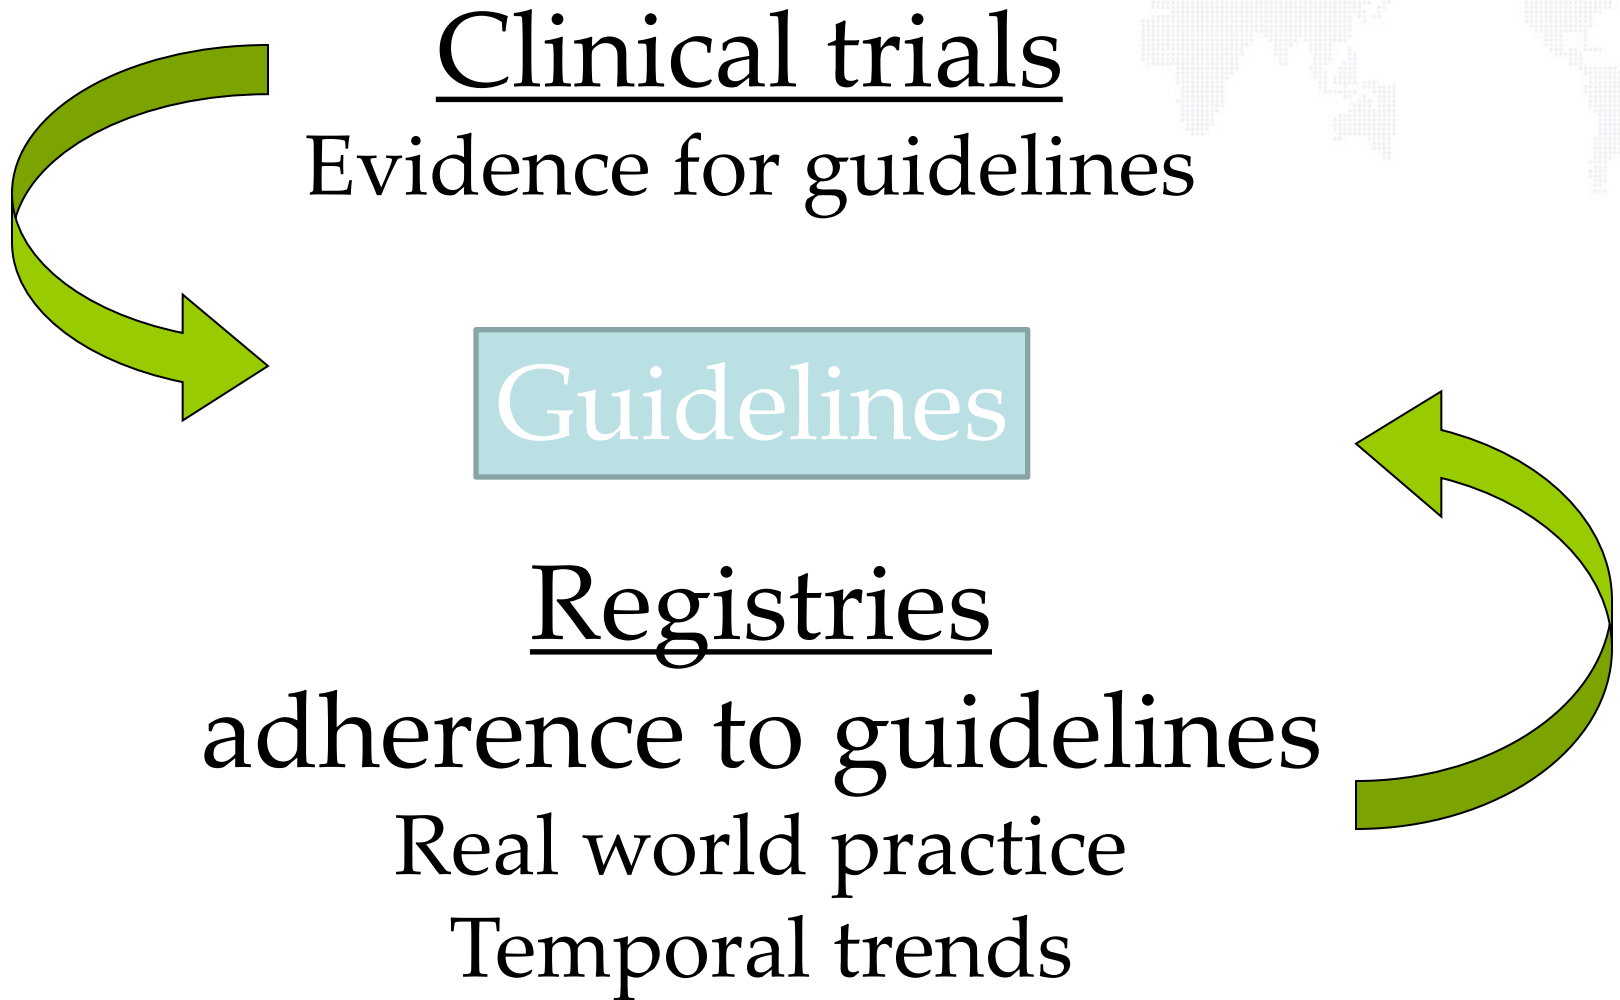 Clinical trials
Evidence for guidelines
Guidelines
Registries
adherence to guidelines
Real world practice
Temporal trends